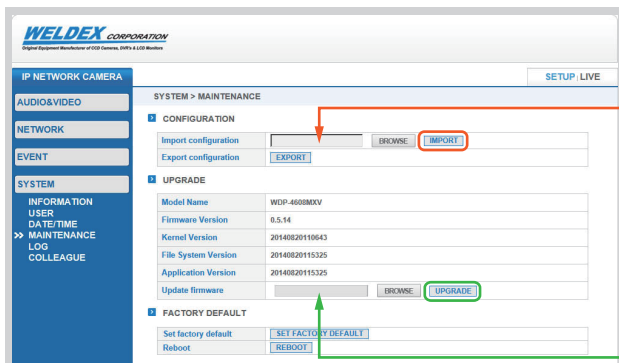 WELDEX CORPORATION
Original Equipment Manufacturer of CCD Cameras, DVR's & LCD Monitors
IP NETWORK CAMERA
SETUP | LIVE
AUDIO&VIDEO
NETWORK
EVENT
SYSTEM
INFORMATION
USER
DATE/TIME
>> MAINTENANCE
LOG
COLLEAGUE
SYSTEM > MAINTENANCE
CONFIGURATION
Import configuration BROWSE IMPORT
Export configuration EXPORT
UPGRADE
Model Name WDP-4608MXV
Firmware Version 0.5.14
Kernel Version 20140820110643
File System Version 20140820115325
Application Version 20140820115325
Update firmware BROWSE UPGRADE
FACTORY DEFAULT
Set factory default SET FACTORY DEFAULT
Reboot REBOOT